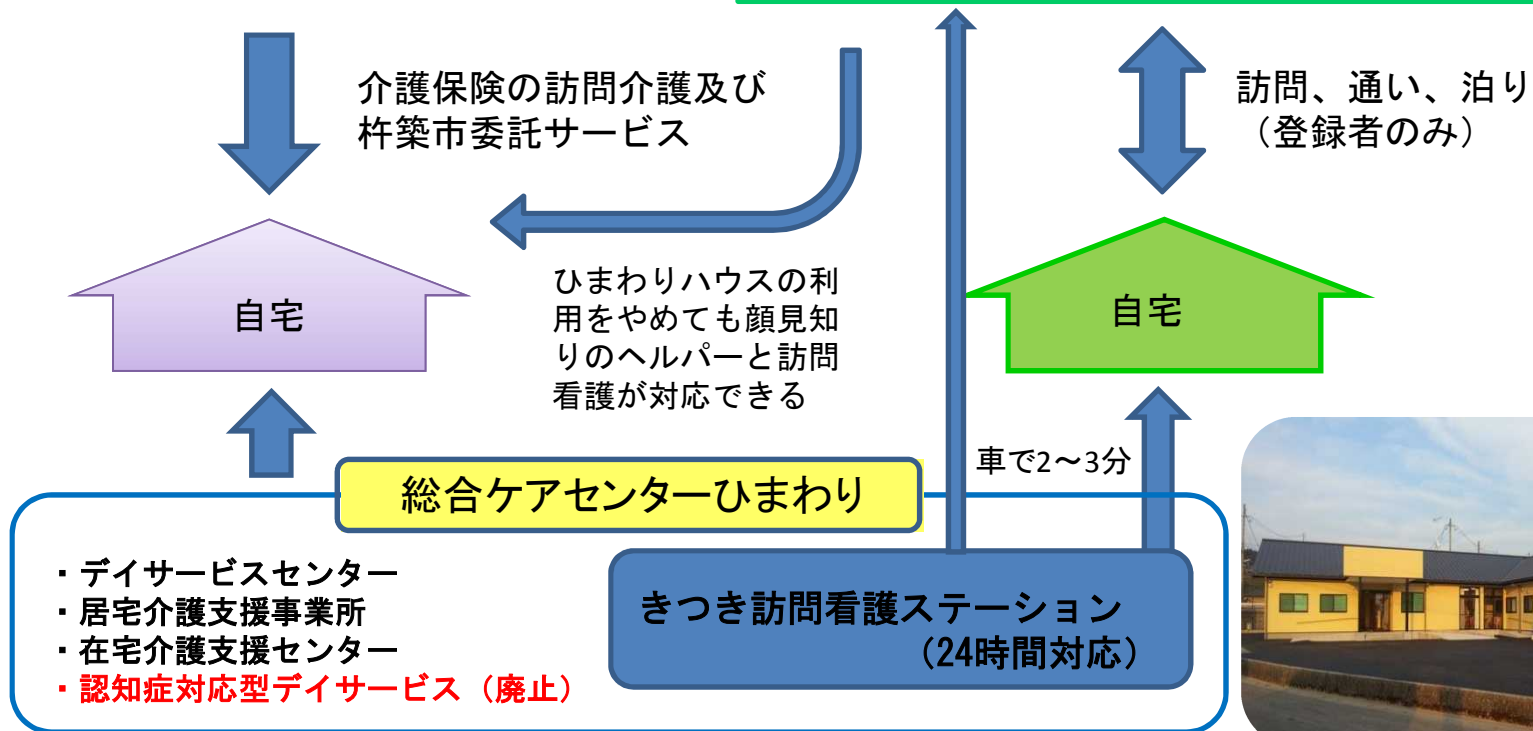 介護保険の訪問介護及び
杵築市委託サービス
訪問、通い、泊り
（登録者のみ）
自宅
ひまわりハウスの利
用をやめても顔見知
りのヘルパーと訪問
看護が対応できる
自宅
車で2～3分
総合ケアセンターひまわり
・デイサービスセンター
・居宅介護支援事業所
・在宅介護支援センター
・認知症対応型デイサービス（廃止）
きつき訪問看護ステーション
（24時間対応）